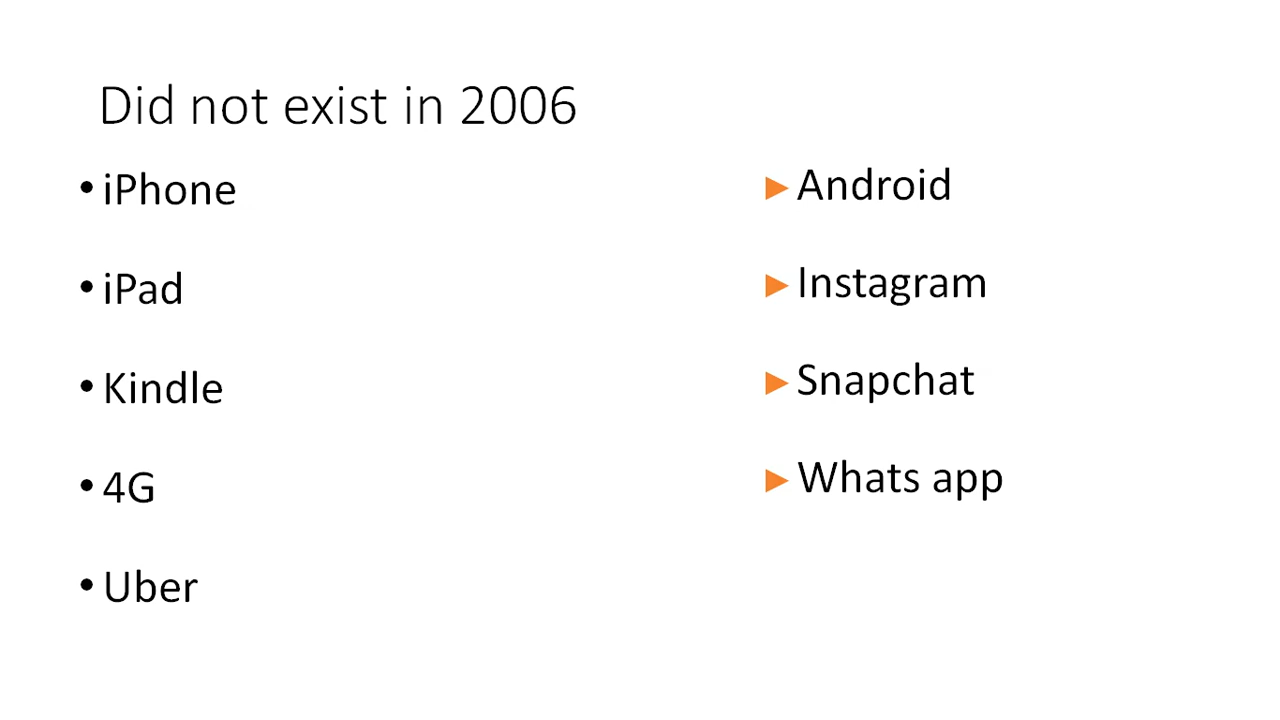 Did not exist in 2006
• iPhone
• iPad
• Kindle
• 4G
• Uber
► Android
► Instagram
► Snapchat
► Whats app